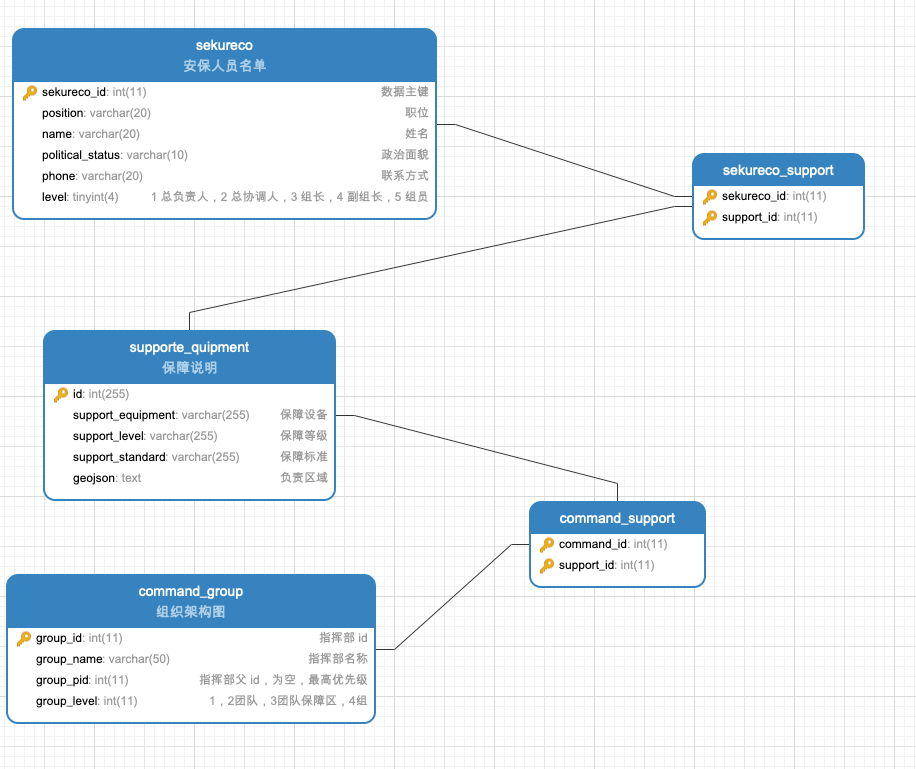 sekureco
安保人员名单
sekureco_id: int(11) 数据主键
position: varchar(20) 职位
name: varchar(20) 姓名
political_status: varchar(10) 政治面貌
phone: varchar(20) 联系方式
level: tinyint(4) 1 总负责人，2 总协调人，3 组长，4 副组长，5 组员
sekureco_support
sekureco_id: int(11)
support_id: int(11)
supporte_quipment
保障说明
id: int(255)
support_equipment: varchar(255) 保障设备
support_level: varchar(255) 保障等级
support_standard: varchar(255) 保障标准
geojson: text 负责区域
command_support
command_id: int(11)
support_id: int(11)
command_group
组织架构图
group_id: int(11) 指挥部 id
group_name: varchar(50) 指挥部名称
group_pid: int(11) 指挥部父 id，为空，最高优先级
group_level: int(11) 1，2团队，3团队保障区，4组